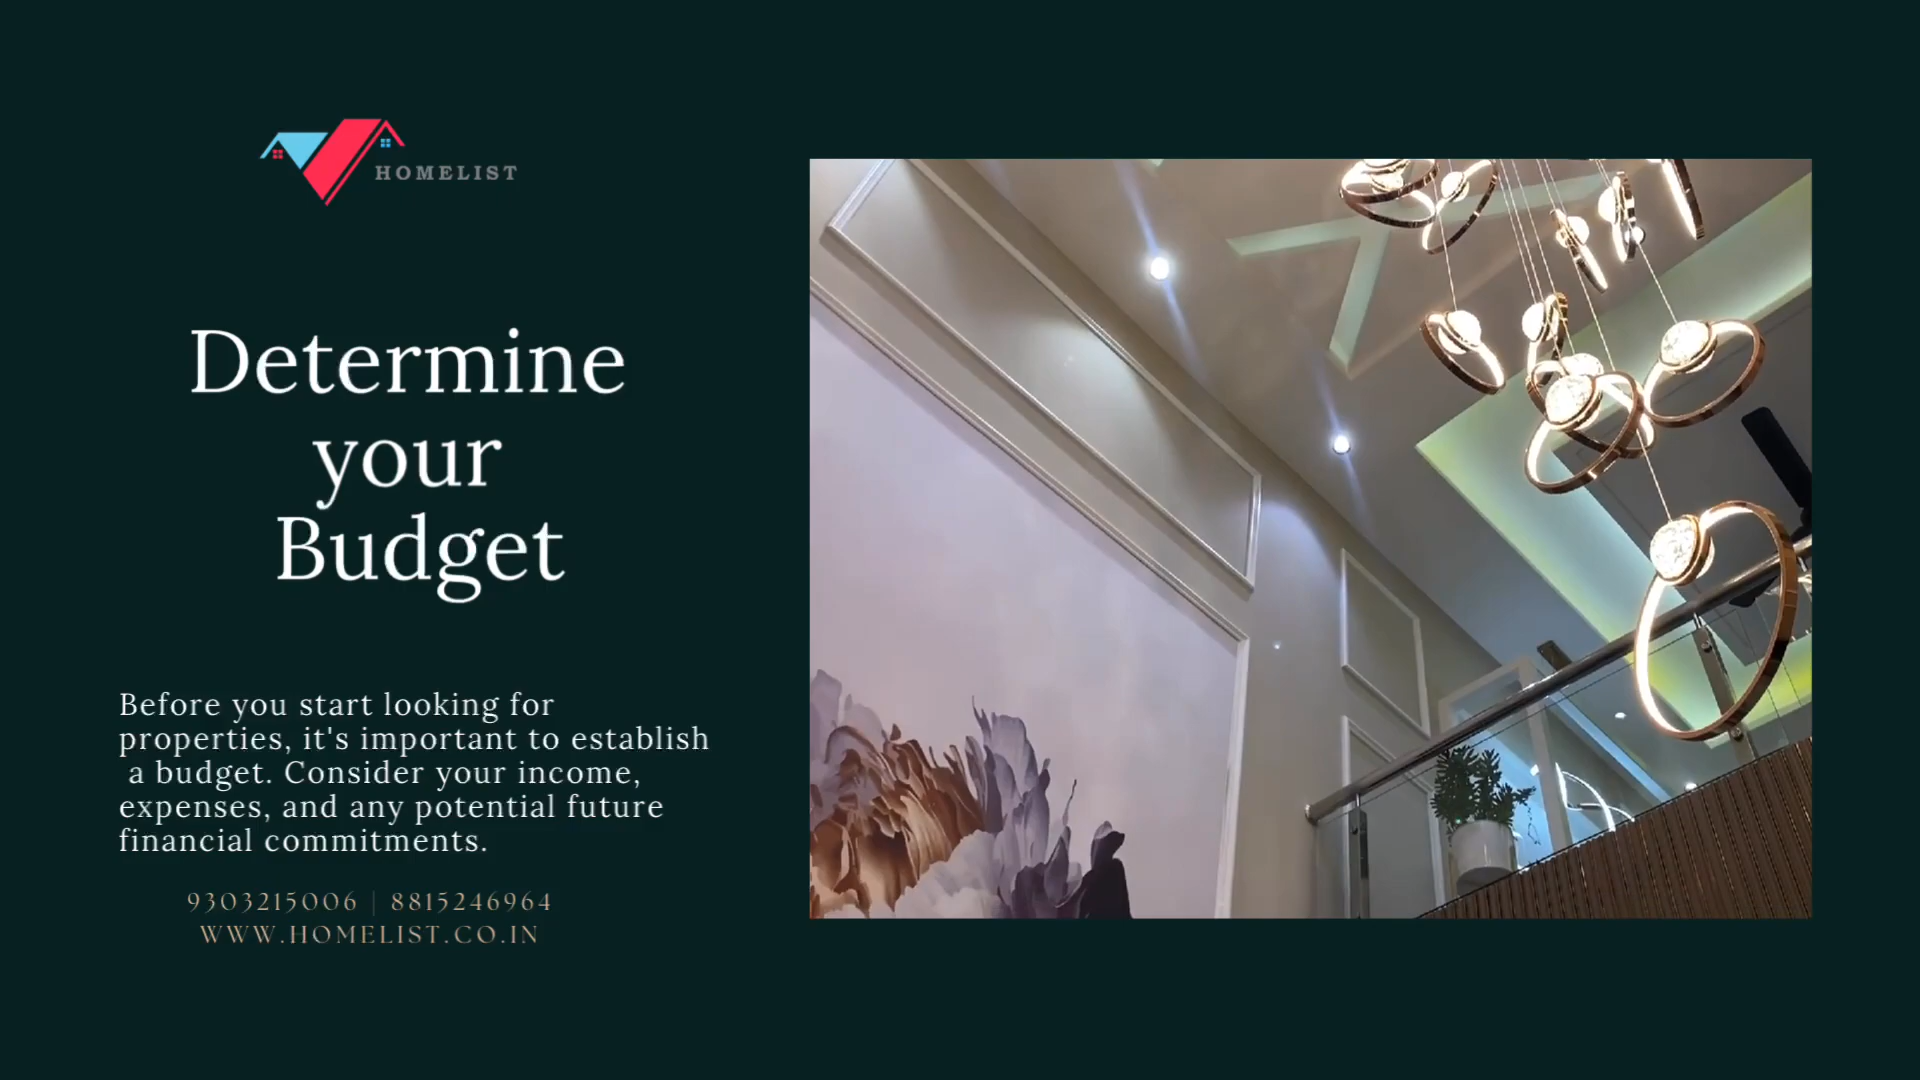 HOMELIST
Determine
your
Budget
Before you start looking for
properties, it's important to establish
a budget. Consider your income,
expenses, and any potential future
financial commitments.
9303215006 | 8815246964
WWW.HOMELIST.CO.IN